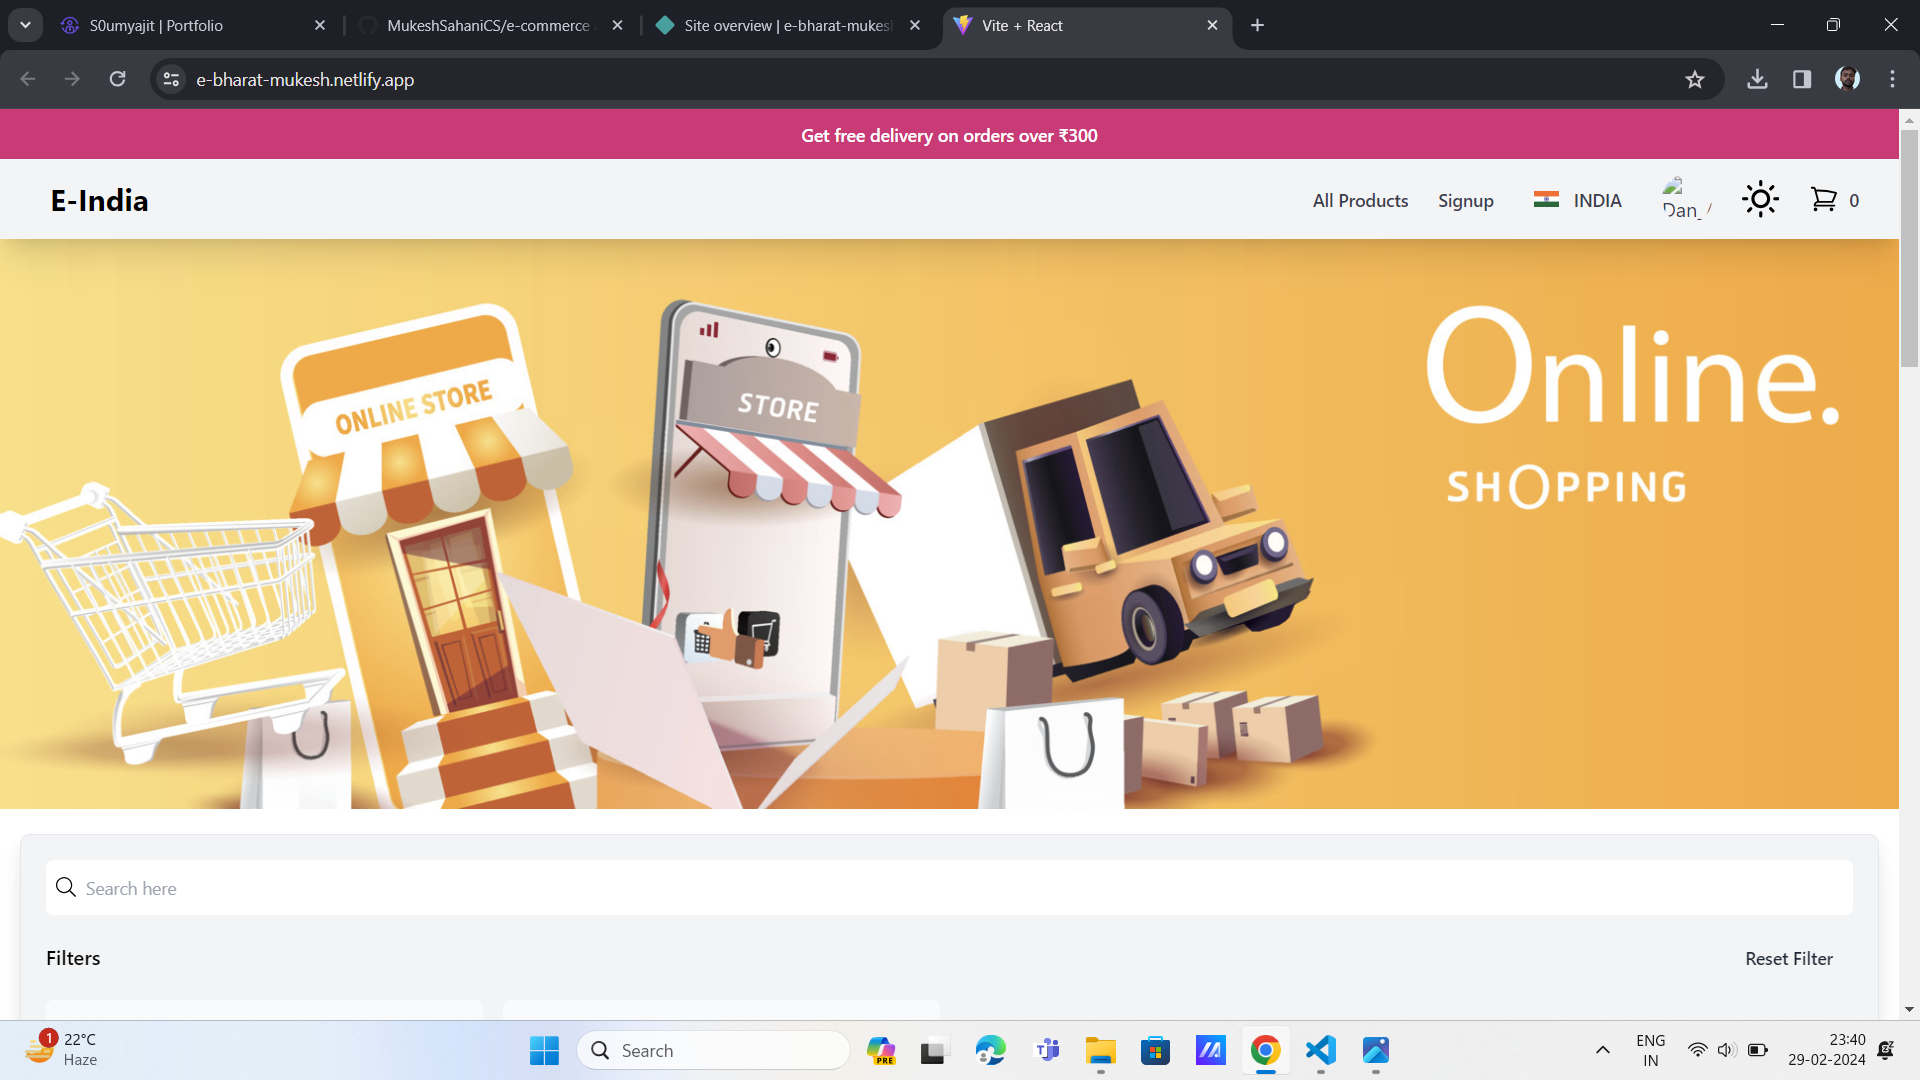 S0umyajit | Portfolio
MukeshSahaniCS/e-commerce
Site overview | e-bharat-mukes
Vite + React
e-bharat-mukesh.netlify.app
Get free delivery on orders over ₹300
E-India
All Products
Signup
INDIA
Dan_
0
ONLINE STORE
STORE
Online.
SHOPPING
Search here
Filters
Reset Filter
1
22°C
Haze
Search
PRE
ENG
IN
23:40
29-02-2024